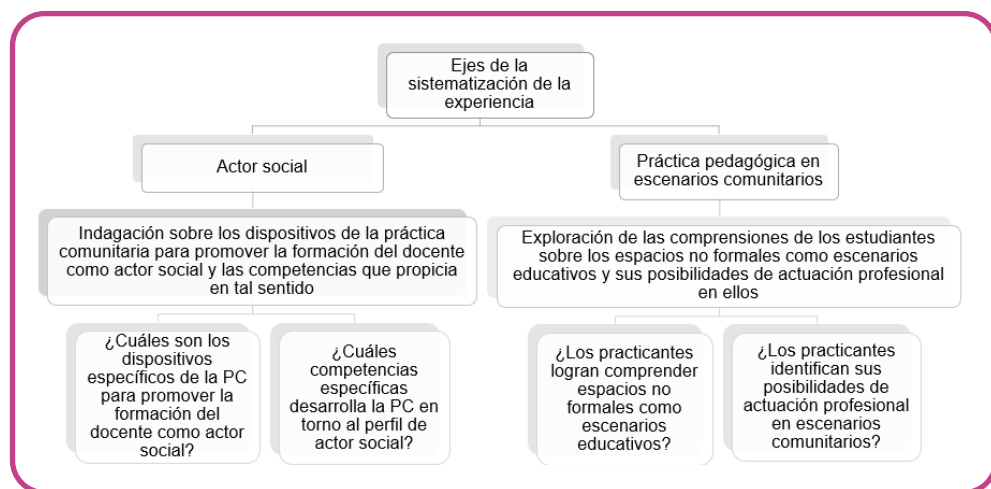 Ejes de la
sistematización de la
experiencia
Actor social
Práctica pedagógica en
escenarios comunitarios
Indagación sobre los dispositivos de la práctica
comunitaria para promover la formación del docente
como actor social y las competencias que propicia
en tal sentido
Exploración de las comprensiones de los estudiantes
sobre los espacios no formales como escenarios
educativos y sus posibilidades de actuación profesional
en ellos
¿Cuáles son los
dispositivos
específicos de la PC
para promover la
formación del
docente como actor
social?
¿Cuáles
competencias
específicas
desarrolla la PC en
torno al perfil de
actor social?
¿Los practicantes
logran comprender
espacios no
formales como
escenarios
educativos?
¿Los practicantes
identifican sus
posibilidades de
actuación profesional
en escenarios
comunitarios?